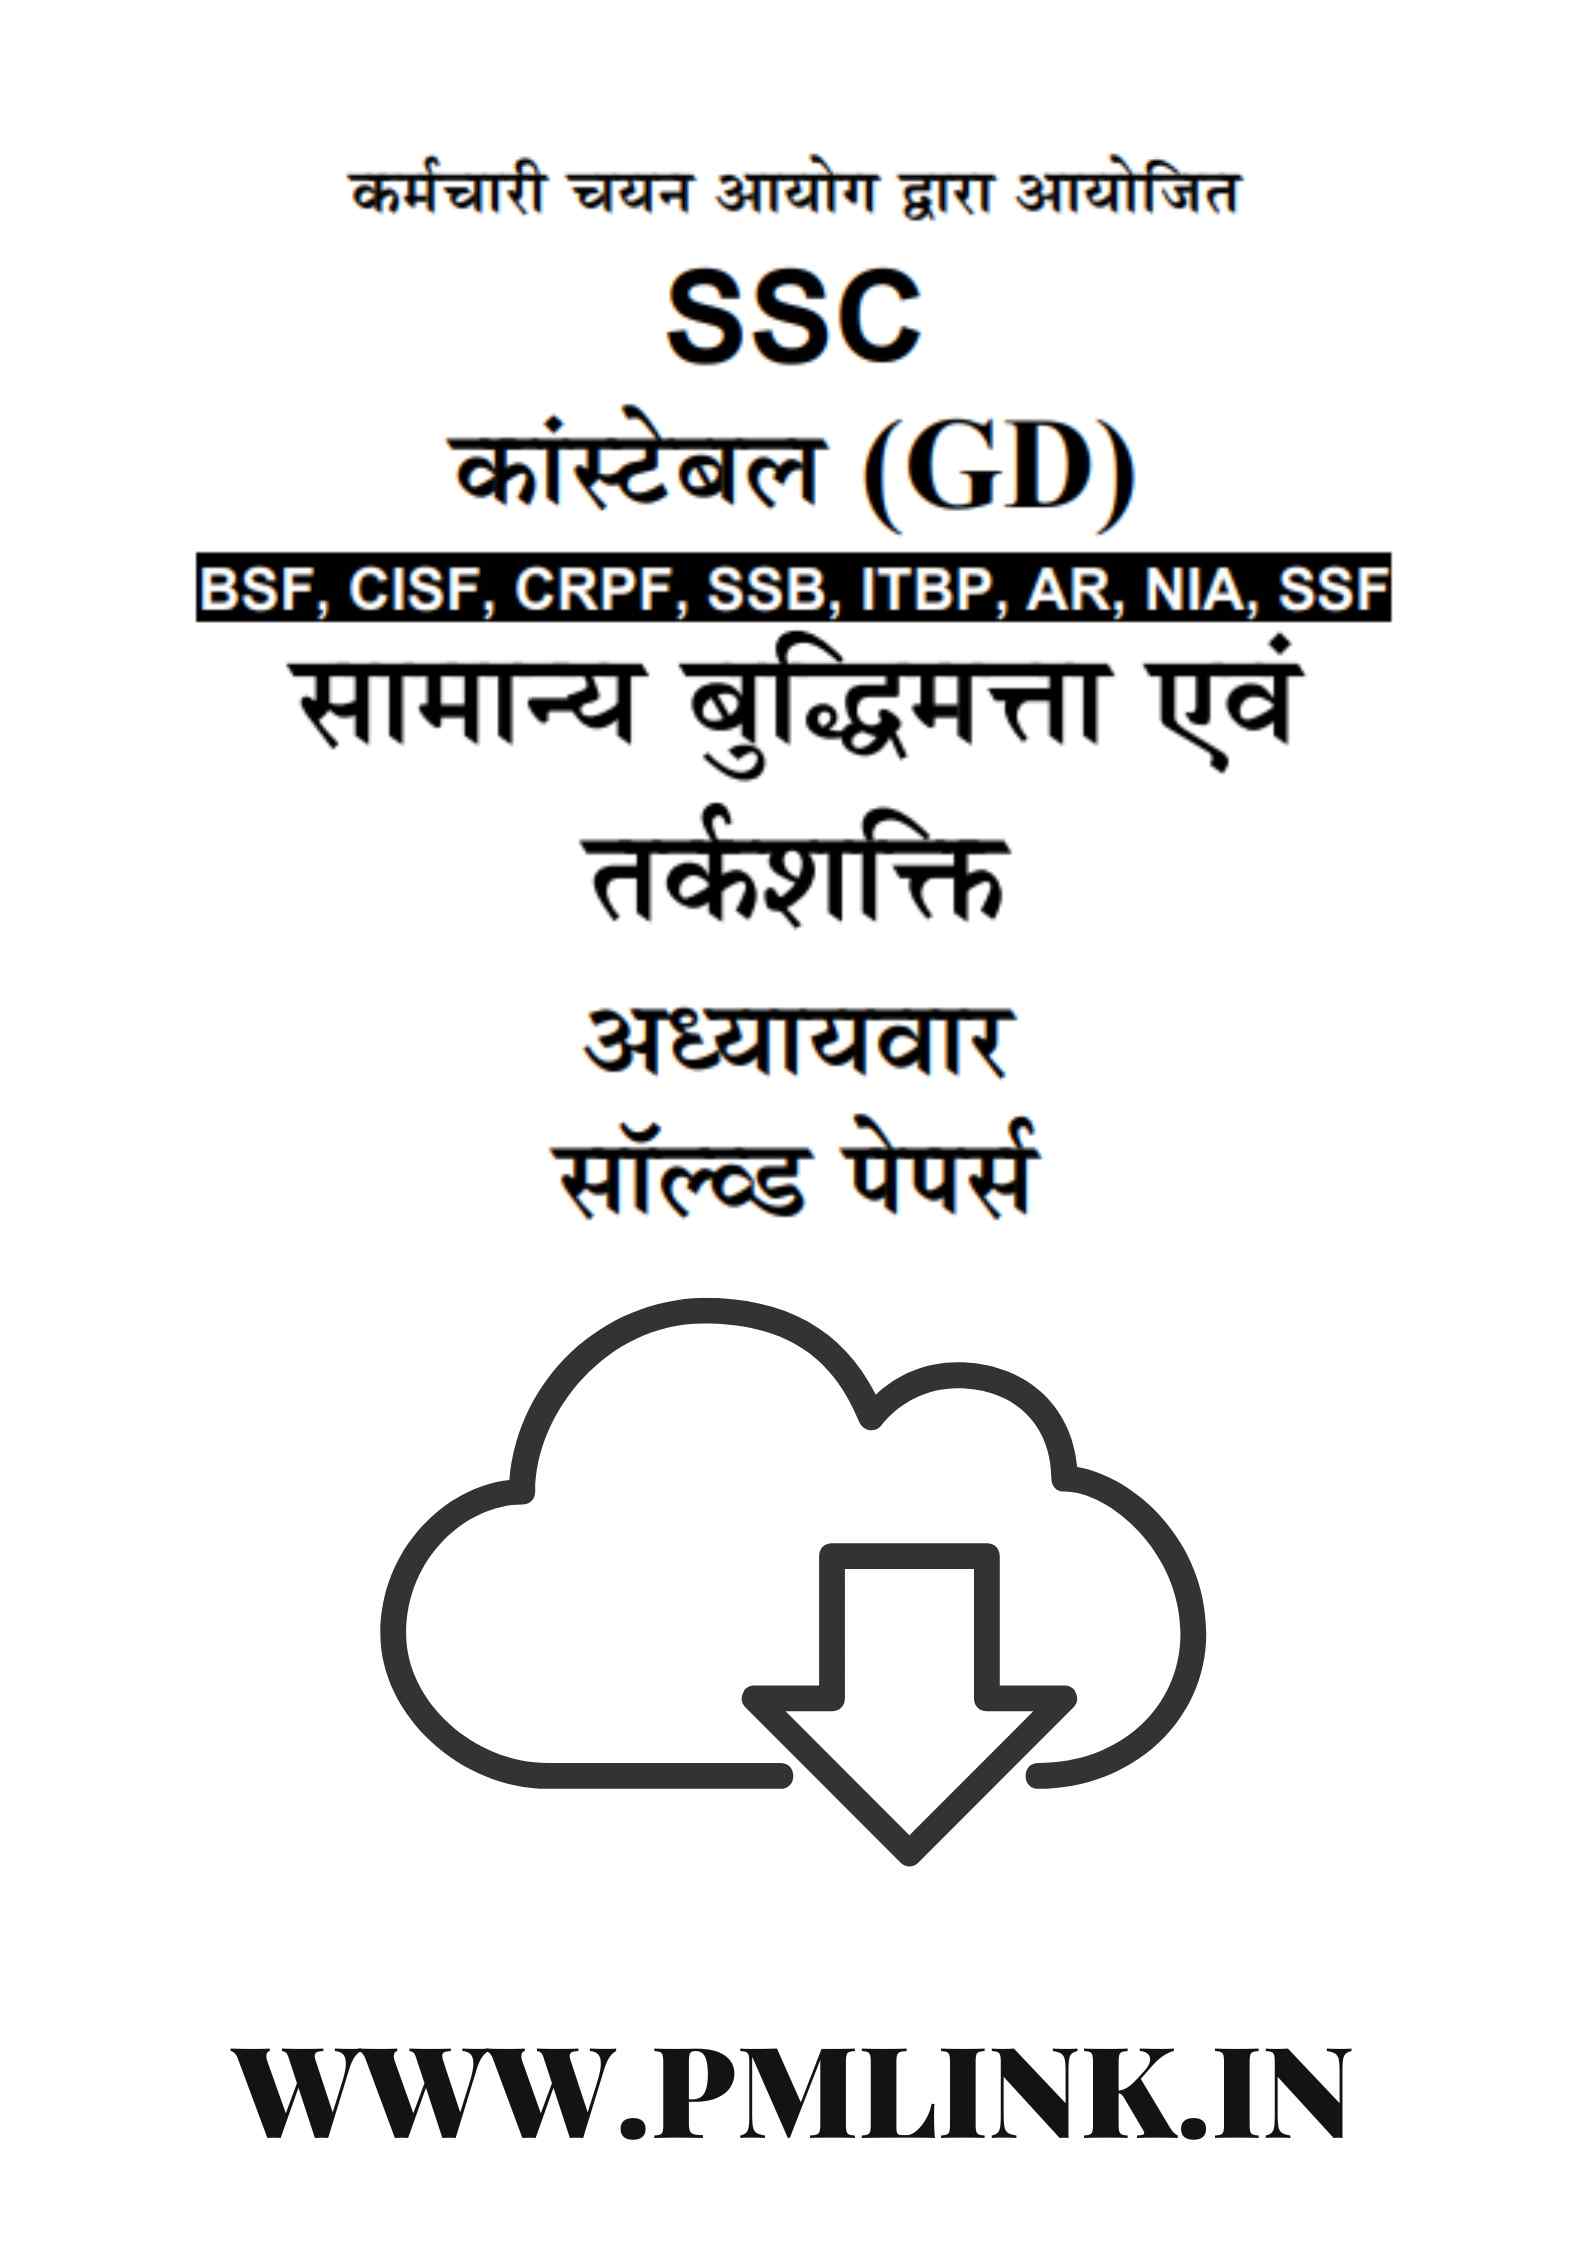 कर्मचारी चयन आयोग द्वारा आयोजित
SSC
कांस्टेबल (GD)
BSF, CISF, CRPF, SSB, ITBP, AR, NIA, SSF
सामान्य बुद्धिमत्ता एवं
तर्कशक्ति
अध्यायवार
सॉल्व्ड पेपर्स
WWW.PMLINK.IN